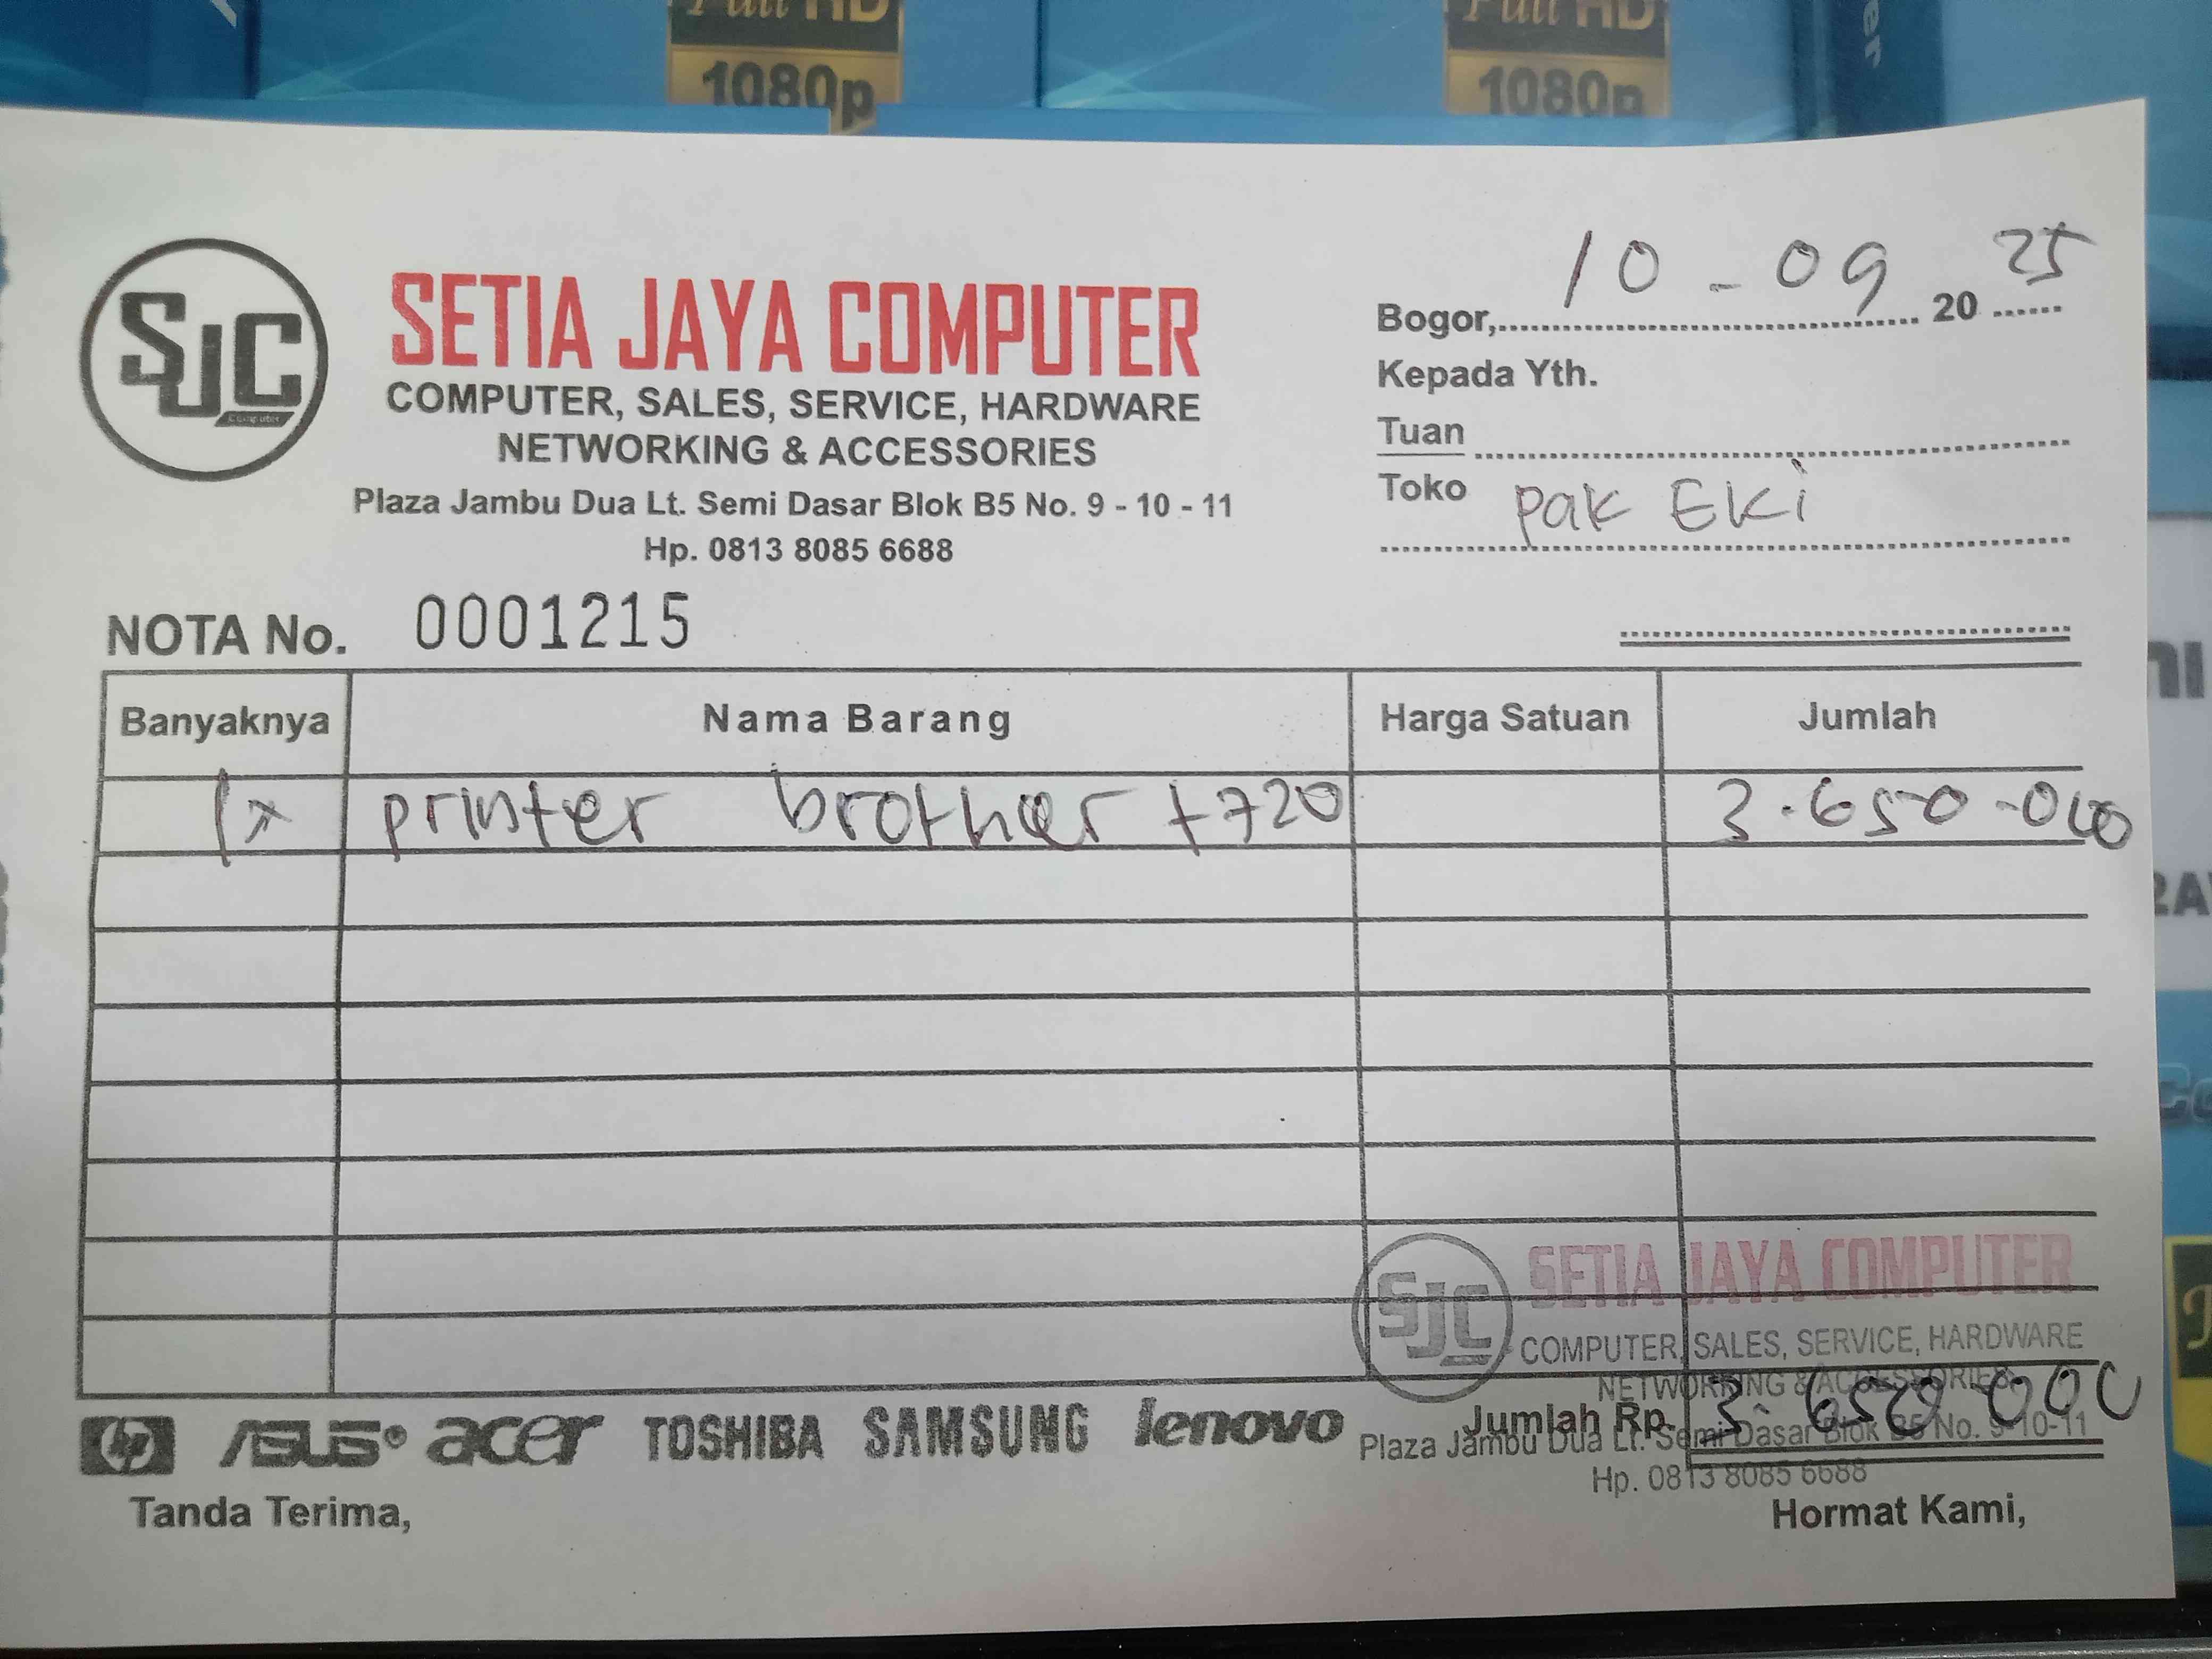 Full HD
1080p
Full HD
1080p
SJC
Computer
SETIA JAYA COMPUTER
COMPUTER, SALES, SERVICE, HARDWARE
NETWORKING & ACCESSORIES
Plaza Jambu Dua Lt. Semi Dasar Blok B5 No. 9 - 10 - 11
Hp. 0813 8085 6688
Bogor, 10 - 09 20 25
Kepada Yth.
Tuan
Toko pak Eki
NOTA No. 0001215
Banyaknya Nama Barang Harga Satuan Jumlah
1x printer brother t720 3.650.000
SJC
SETIA JAYA COMPUTER
COMPUTER, SALES, SERVICE, HARDWARE
NETWORKING & ACCESSORIES
Plaza Jambu Dua Lt. Semi Dasar Blok B5 No. 9-10-11
Hp. 0813 8085 6688
hp ASUS acer TOSHIBA SAMSUNG lenovo
Jumlah Rp. 3.650.000
Tanda Terima,
Hormat Kami,